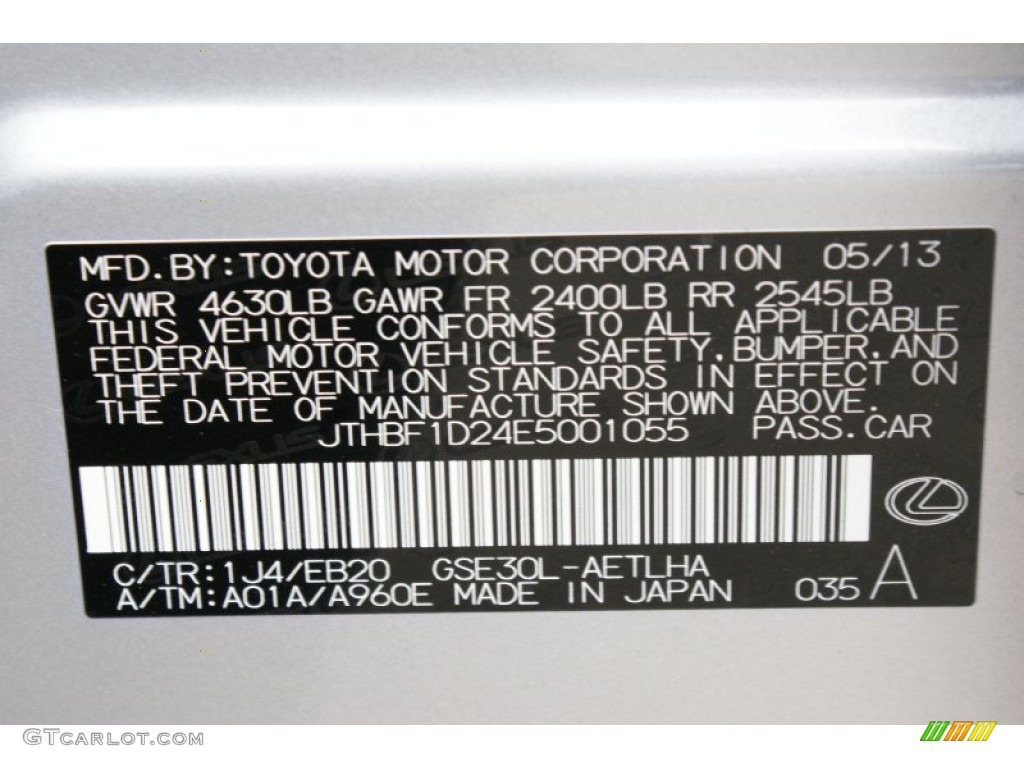 MFD.BY:TOYOTA MOTOR CORPORATION 05/13
GVWR 4630LB GAWR FR 2400LB RR 2545LB
THIS VEHICLE CONFORMS TO ALL APPLICABLE
FEDERAL MOTOR VEHICLE SAFETY,BUMPER,AND
THEFT PREVENTION STANDARDS IN EFFECT ON
THE DATE OF MANUFACTURE SHOWN ABOVE.
JTHBF1D24E5001055 PASS.CAR
C/TR:1J4/EB20 GSE30L-AETLHA
A/TM:A01A/A960E MADE IN JAPAN 035 A
GTCARLOT.COM